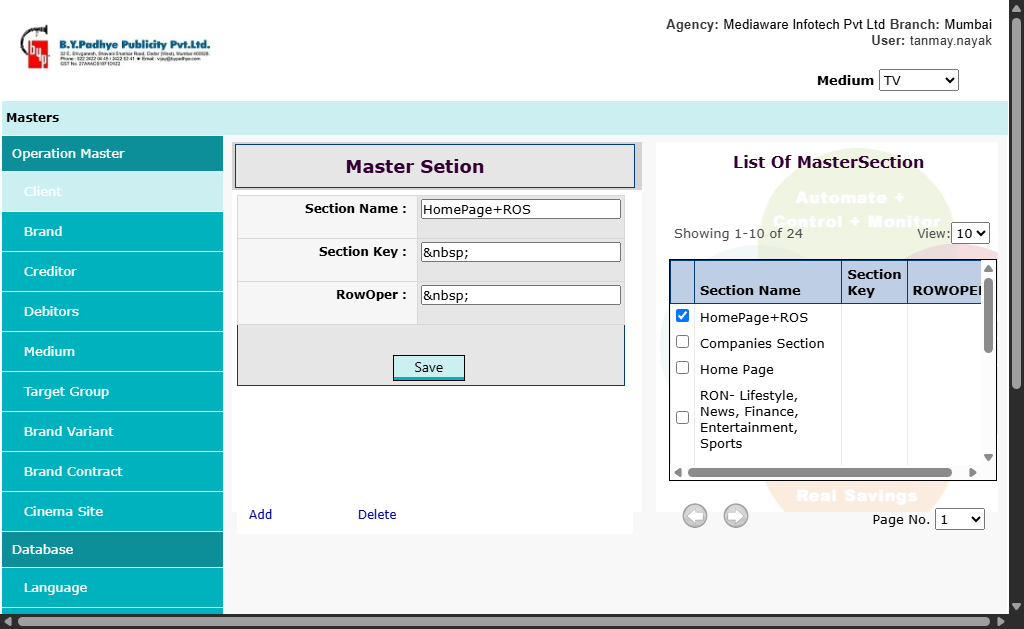 Agency: Mediaware Infotech Pvt Ltd Branch: Mumbai
User: tanmay.nayak
B.Y.Padhye Publicity Pvt.Ltd.
Medium TV
Masters
Operation Master
Client
Brand
Creditor
Debitors
Medium
Target Group
Brand Variant
Brand Contract
Cinema Site
Database
Language
Master Setion
Section Name : HomePage+ROS
Section Key : &nbsp;
RowOper : &nbsp;
Save
Add Delete
List Of MasterSection
Automate +
Control + Monitor
Showing 1-10 of 24 View: 10
Section Name Section Key ROWOPE
HomePage+ROS
Companies Section
Home Page
RON- Lifestyle,
News, Finance,
Entertainment,
Sports
Real Savings
Page No. 1